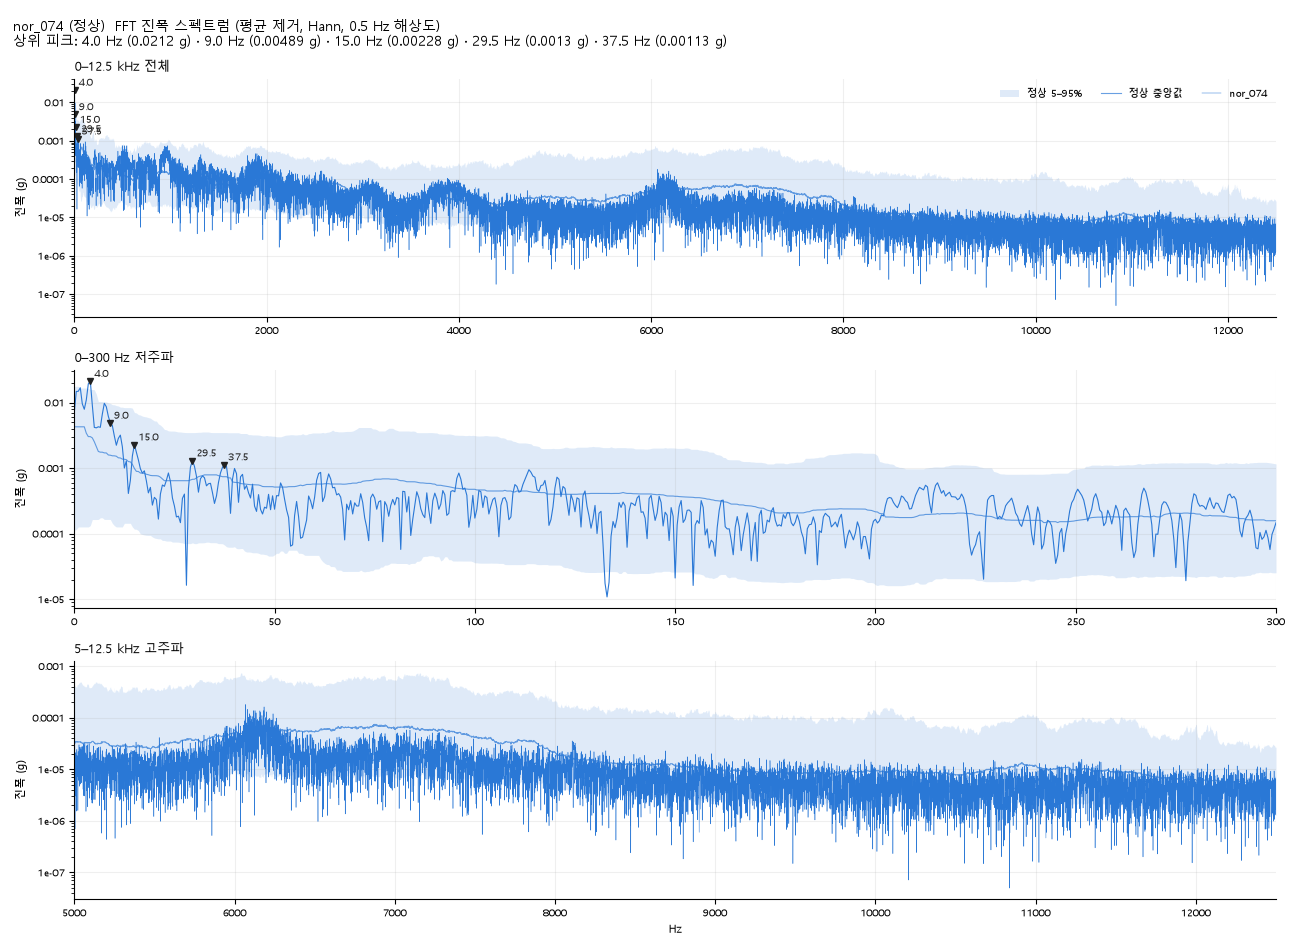 nor_074 (정상) FFT 진폭 스펙트럼 (평균 제거, Hann, 0.5 Hz 해상도)
상위 피크: 4.0 Hz (0.0212 g) · 9.0 Hz (0.00489 g) · 15.0 Hz (0.00228 g) · 29.5 Hz (0.0013 g) · 37.5 Hz (0.00113 g)
0–12.5 kHz 전체
4.0
9.0
15.0
29.5
37.5
정상 5–95%
정상 중앙값
nor_074
진폭 (g)
0.01
0.001
0.0001
1e-05
1e-06
1e-07
0 2000 4000 6000 8000 10000 12000
0–300 Hz 저주파
4.0
9.0
15.0
29.5
37.5
진폭 (g)
0.01
0.001
0.0001
1e-05
0 50 100 150 200 250 300
5–12.5 kHz 고주파
진폭 (g)
0.001
0.0001
1e-05
1e-06
1e-07
5000 6000 7000 8000 9000 10000 11000 12000
Hz